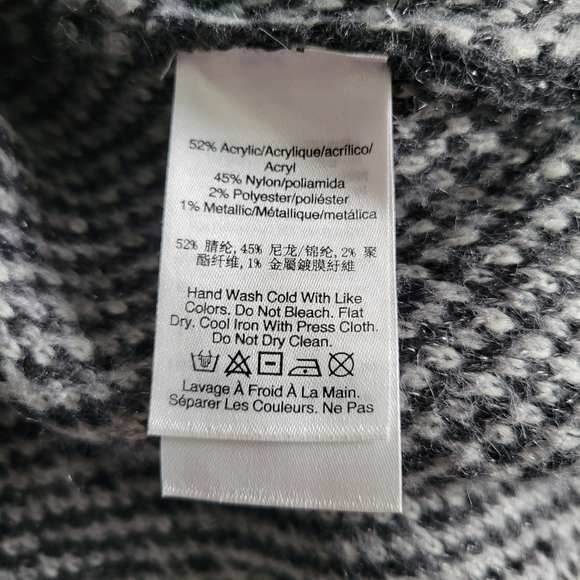 52% Acrylic/Acrylique/acrílico/
Acryl
45% Nylon/poliamida
2% Polyester/poliéster
1% Metallic/Métallique/metálica
52% 腈纶,45% 尼龙/锦纶,2% 聚
酯纤维,1% 金屬鍍膜纖維
Hand Wash Cold With Like
Colors. Do Not Bleach. Flat
Dry. Cool Iron With Press Cloth.
Do Not Dry Clean.
Lavage À Froid À La Main.
Séparer Les Couleurs. Ne Pas